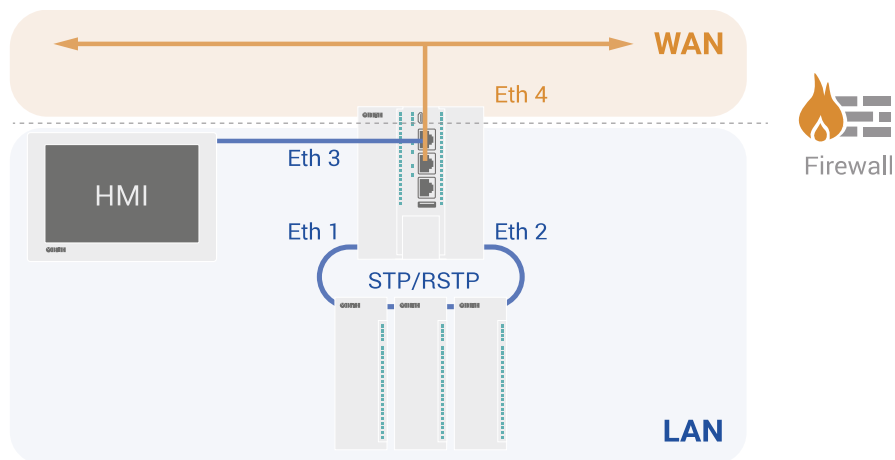 WAN
Eth 4
Firewall
Eth 3
HMI
Eth 1
Eth 2
STP/RSTP
LAN